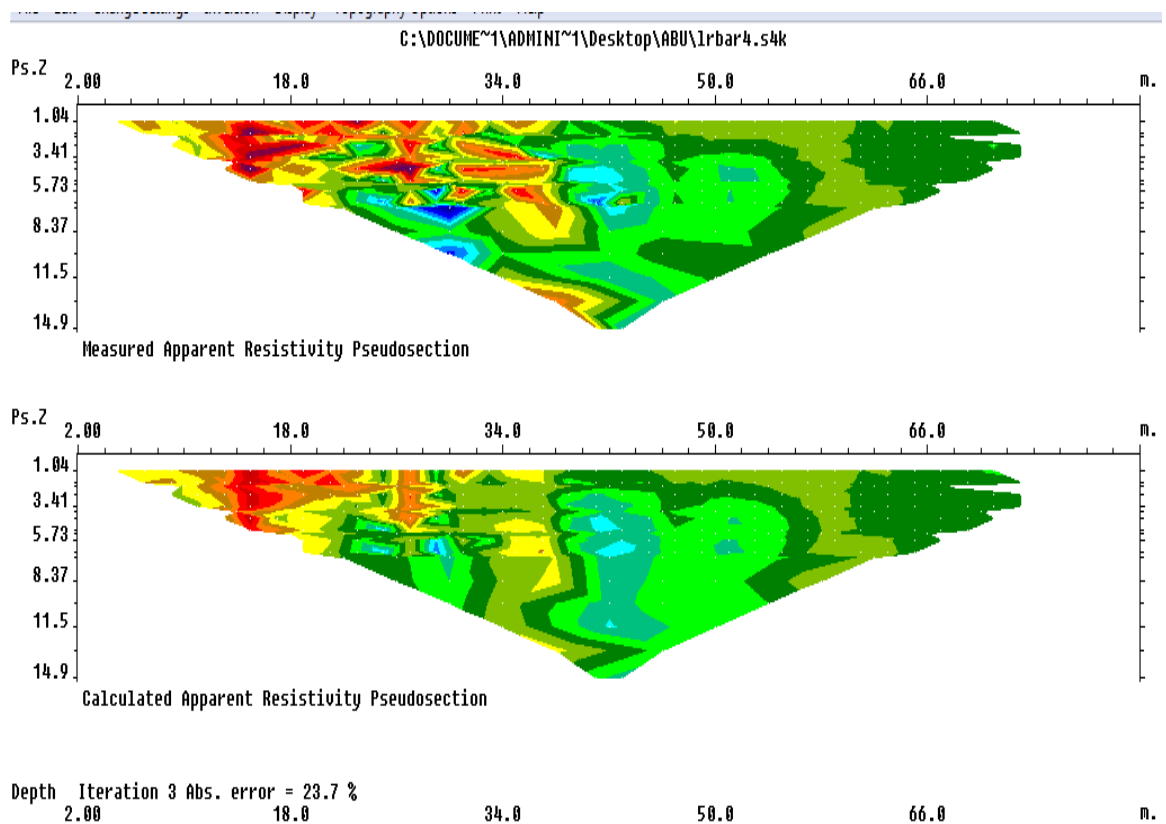 C:\DOCUME~1\ADMINI~1\Desktop\ABU\lrbar4.s4k
Ps.Z 2.00 18.0 34.0 50.0 66.0 m.
1.04
3.41
5.73
8.37
11.5
14.9
Measured Apparent Resistivity Pseudosection
Ps.Z 2.00 18.0 34.0 50.0 66.0 m.
1.04
3.41
5.73
8.37
11.5
14.9
Calculated Apparent Resistivity Pseudosection
Depth Iteration 3 Abs. error = 23.7 %
2.00 18.0 34.0 50.0 66.0 m.